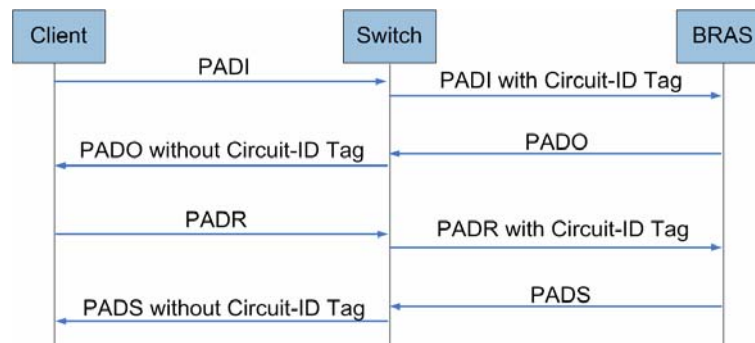 Client
Switch
BRAS
PADI
PADI with Circuit-ID Tag
PADO
PADO without Circuit-ID Tag
PADR
PADR with Circuit-ID Tag
PADS
PADS without Circuit-ID Tag